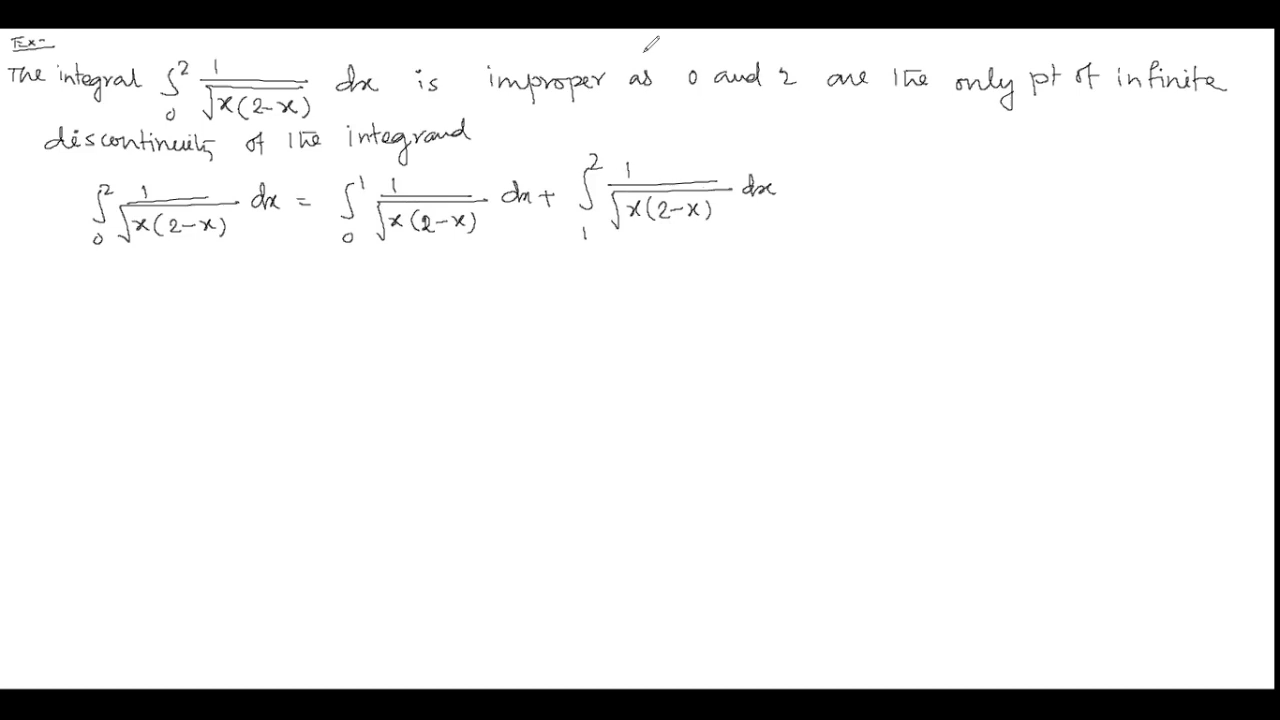 Ex-
The integral ∫₀² 1/√(x(2-x)) dx is improper as 0 and 2 are the only pt of infinite
discontinuity of the integrand
∫₀² 1/√(x(2-x)) dx = ∫₀¹ 1/√(x(2-x)) dx + ∫₁² 1/√(x(2-x)) dx